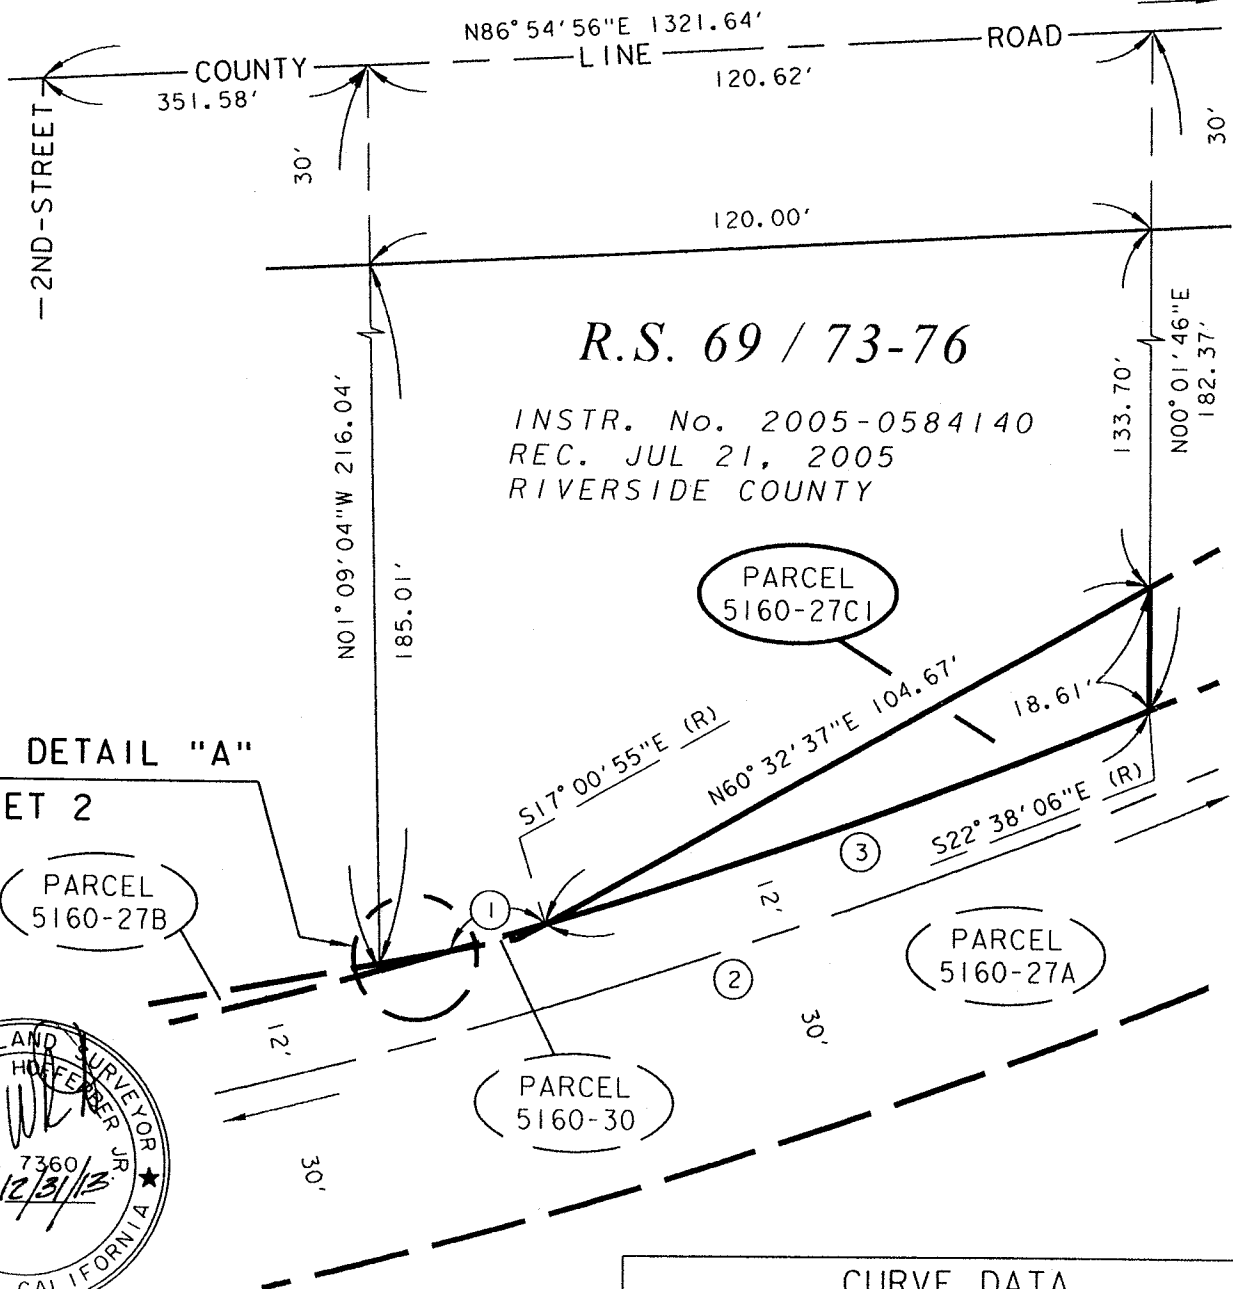 N86°54'56"E 1321.64'
COUNTY LINE ROAD
351.58'
120.62'
30'
30'
-2ND-STREET-
120.00'
R.S. 69 / 73-76
INSTR. No. 2005-0584140
REC. JUL 21, 2005
RIVERSIDE COUNTY
N01°09'04"W 216.04'
185.01'
133.70'
N00°01'46"E
182.37'
PARCEL
5160-27C1
S17°00'55"E (R)
N60°32'37"E 104.67'
18.61'
S22°38'06"E (R)
DETAIL "A"
ET 2
PARCEL
5160-27B
1
3
12'
2
PARCEL
5160-27A
12'
30'
PARCEL
5160-30
30'
LAND SURVEYOR
HOFFERBER JR.
7360
12/31/13
CALIFORNIA
CURVE DATA